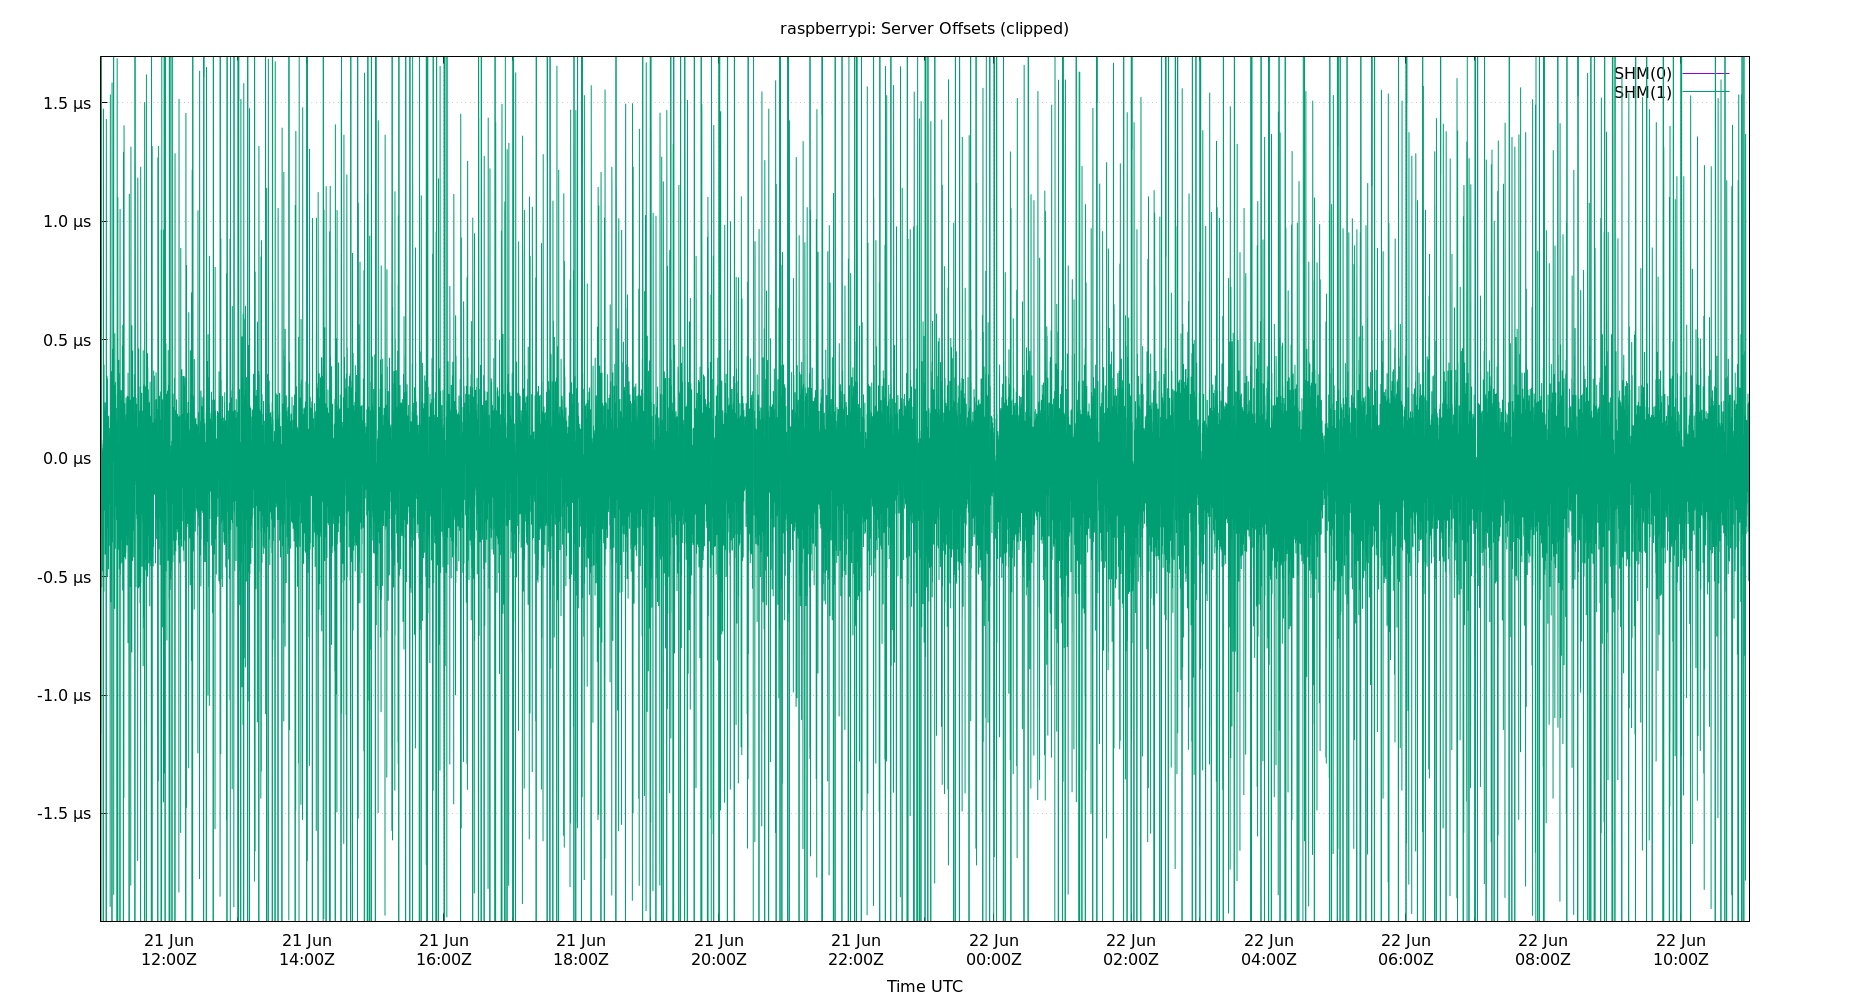 raspberrypi: Server Offsets (clipped)
SHM(0)
SHM(1)
1.5 µs
1.0 µs
0.5 µs
0.0 µs
-0.5 µs
-1.0 µs
-1.5 µs
21 Jun 21 Jun 21 Jun 21 Jun 21 Jun 21 Jun 22 Jun 22 Jun 22 Jun 22 Jun 22 Jun 22 Jun
12:00Z 14:00Z 16:00Z 18:00Z 20:00Z 22:00Z 00:00Z 02:00Z 04:00Z 06:00Z 08:00Z 10:00Z
Time UTC